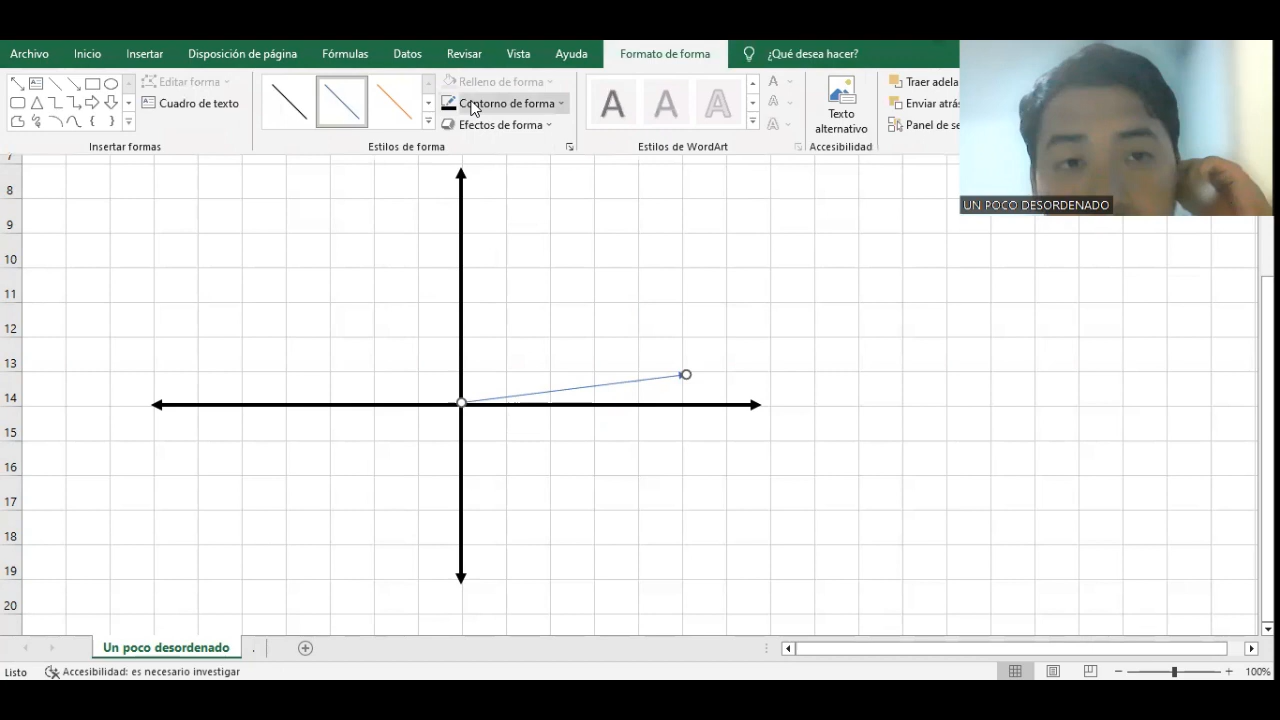 Archivo Inicio Insertar Disposición de página Fórmulas Datos Revisar Vista Ayuda Formato de forma ¿Qué desea hacer?
Editar forma
Cuadro de texto
Insertar formas
Relleno de forma
Contorno de forma
Efectos de forma
Estilos de forma
A A A
A
A
A
Estilos de WordArt
Texto
alternativo
Accesibilidad
Traer adela
Enviar atrás
Panel de se
UN POCO DESORDENADO
7
8
9
10
11
12
13
14
15
16
17
18
19
20
Un poco desordenado .
Listo Accesibilidad: es necesario investigar 100%